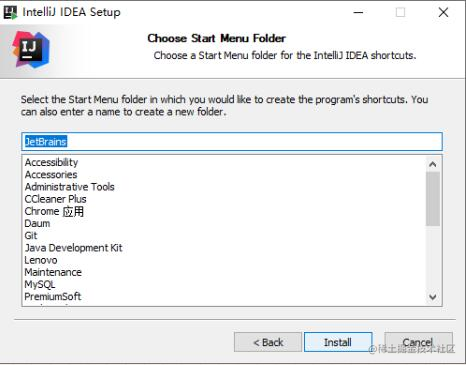 IntelliJ IDEA Setup
IJ
Choose Start Menu Folder
Choose a Start Menu folder for the IntelliJ IDEA shortcuts.
Select the Start Menu folder in which you would like to create the program's shortcuts. You
can also enter a name to create a new folder.
JetBrains
Accessibility
Accessories
Administrative Tools
CCleaner Plus
Chrome 应用
Daum
Git
Java Development Kit
Lenovo
Maintenance
MySQL
PremiumSoft
< Back
Install
Cancel
@稀土掘金技术社区